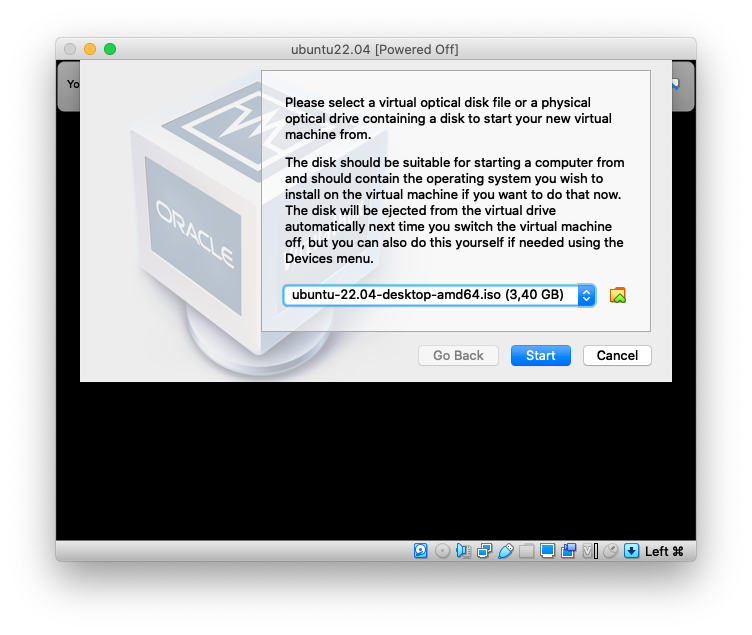 ubuntu22.04 [Powered Off]
Yo
Please select a virtual optical disk file or a physical
optical drive containing a disk to start your new virtual
machine from.
The disk should be suitable for starting a computer from
and should contain the operating system you wish to
install on the virtual machine if you want to do that now.
The disk will be ejected from the virtual drive
automatically next time you switch the virtual machine
off, but you can also do this yourself if needed using the
Devices menu.
ORACLE
ubuntu-22.04-desktop-amd64.iso (3,40 GB)
Go Back
Start
Cancel
Left ⌘